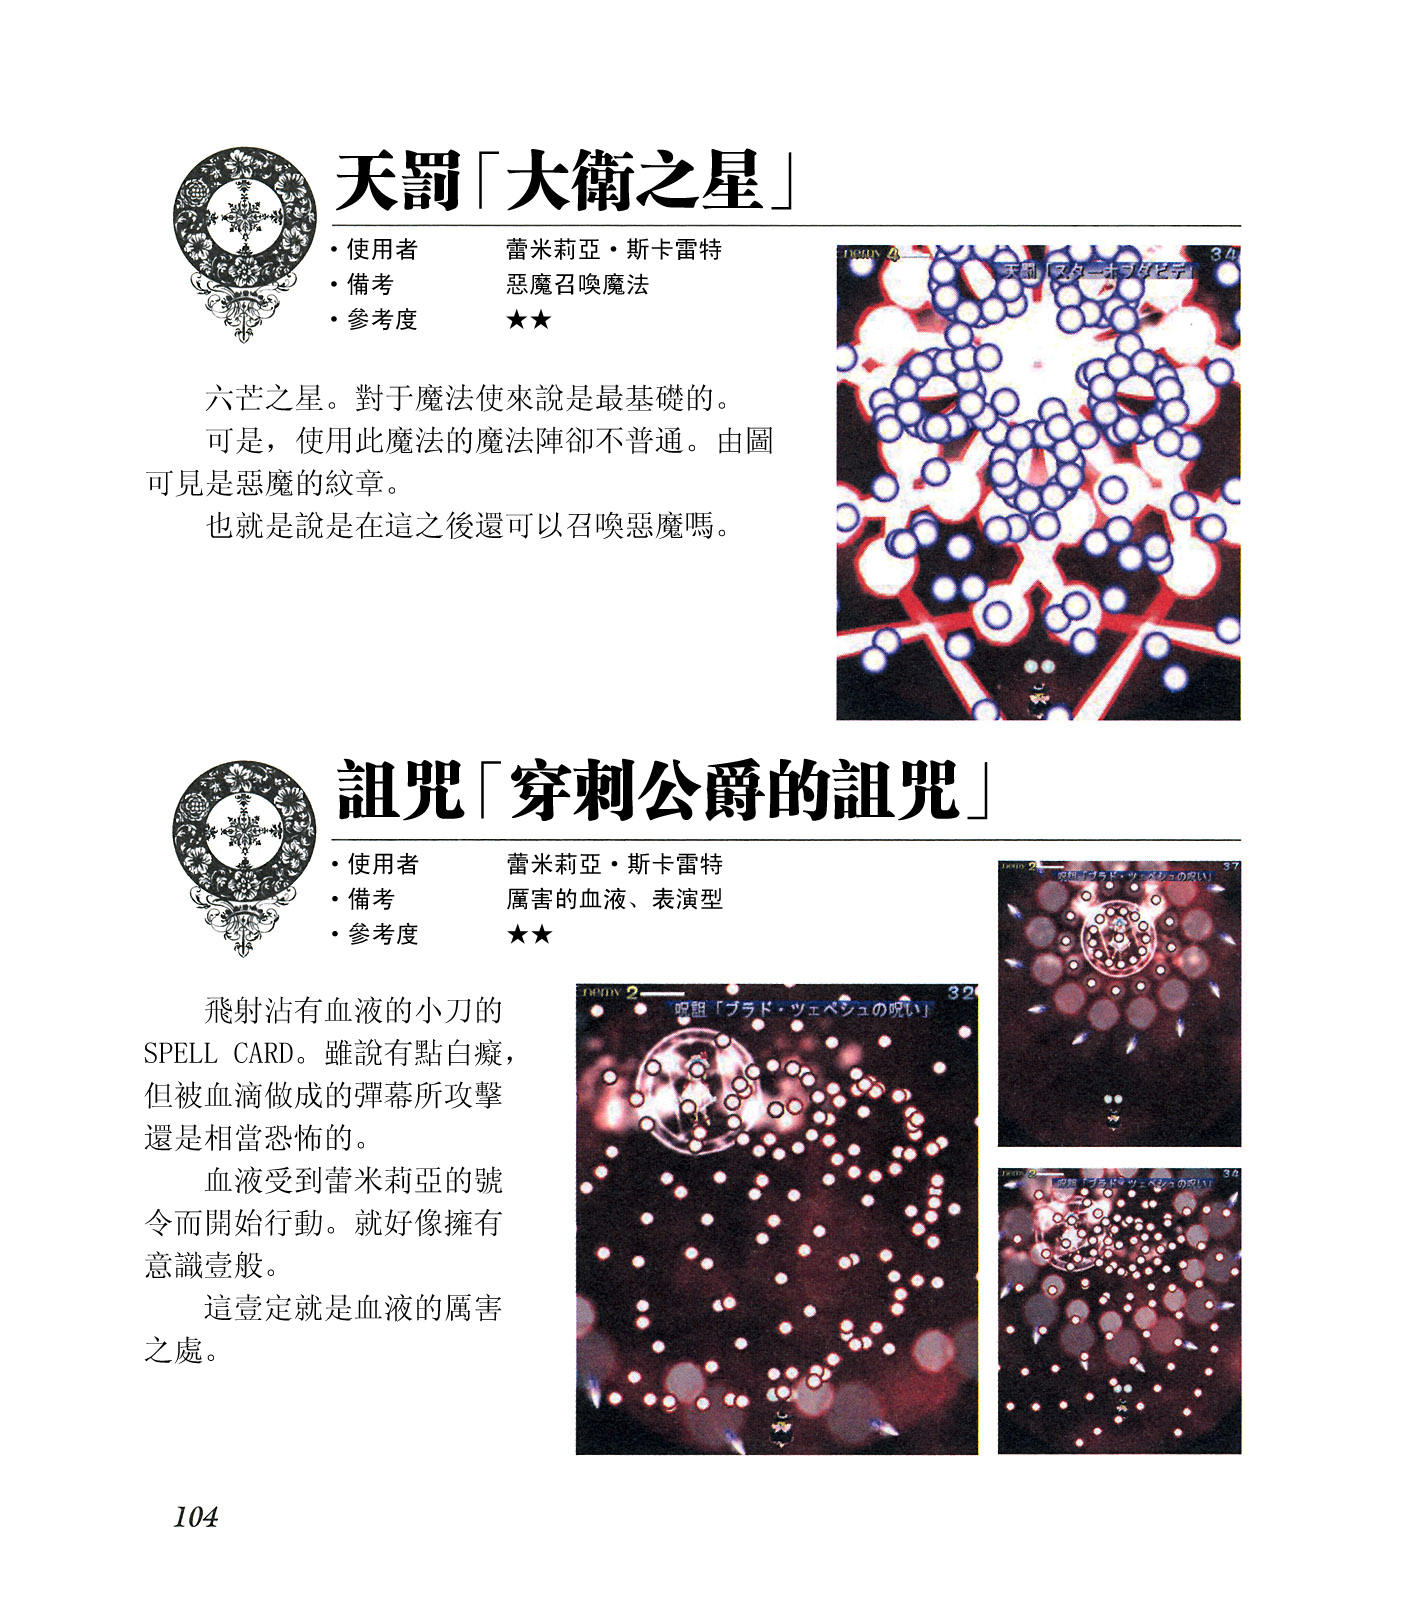 天罰「大衛之星」
・使用者 蕾米莉亞・斯卡雷特
・備考 惡魔召喚魔法
・參考度 ★★
nemy 4 34
天罰「スターオブダビデ」
六芒之星。對于魔法使來說是最基礎的。
可是，使用此魔法的魔法陣卻不普通。由圖
可見是惡魔的紋章。
也就是說是在這之後還可以召喚惡魔嗎。
詛咒「穿刺公爵的詛咒」
・使用者 蕾米莉亞・斯卡雷特
・備考 厲害的血液、表演型
・參考度 ★★
飛射沾有血液的小刀的
SPELL CARD。雖說有點白癡，
但被血滴做成的彈幕所攻擊
還是相當恐怖的。
血液受到蕾米莉亞的號
令而開始行動。就好像擁有
意識壹般。
這壹定就是血液的厲害
之處。
nemy 2 32
呪詛「ブラド・ツェペシュの呪い」
nemy 2 37
呪詛「ブラド・ツェペシュの呪い」
nemy 2 34
呪詛「ブラド・ツェペシュの呪い」
104